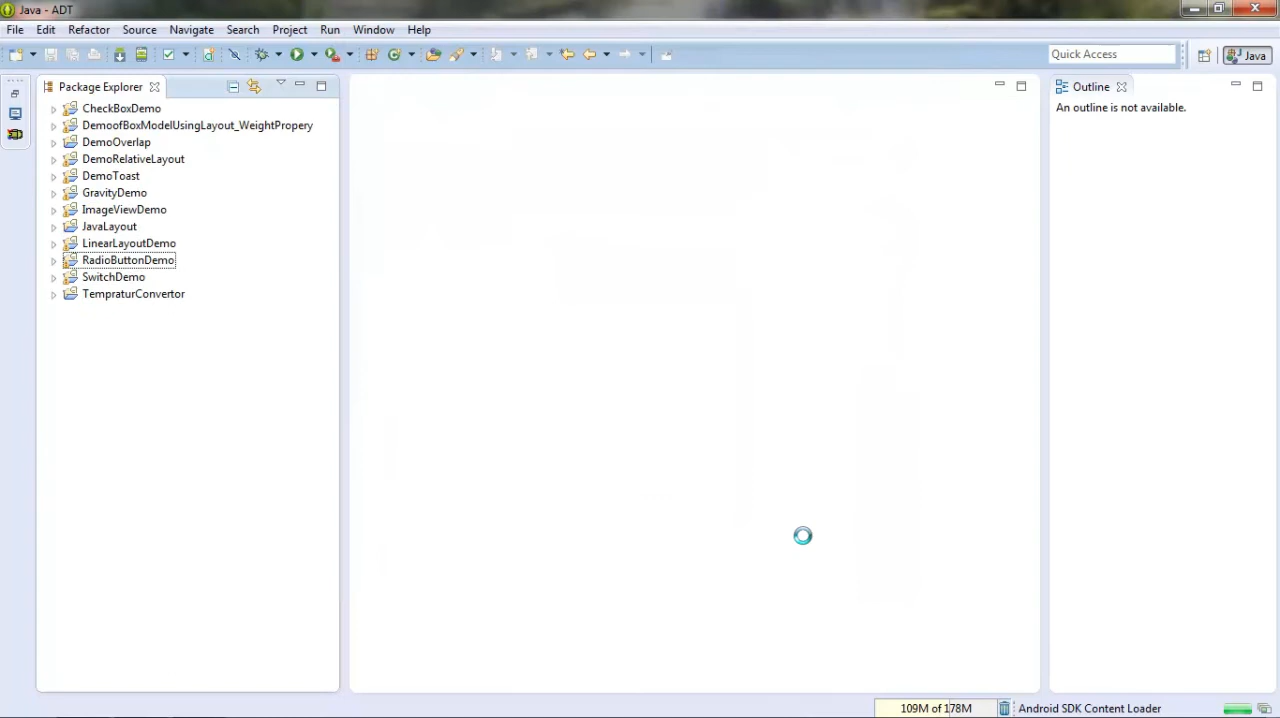 Java - ADT
File Edit Refactor Source Navigate Search Project Run Window Help
Quick Access
Java
Package Explorer
CheckBoxDemo
DemoofBoxModelUsingLayout_WeightPropery
DemoOverlap
DemoRelativeLayout
DemoToast
GravityDemo
ImageViewDemo
JavaLayout
LinearLayoutDemo
RadioButtonDemo
SwitchDemo
TempraturConvertor
Outline
An outline is not available.
109M of 178M
Android SDK Content Loader